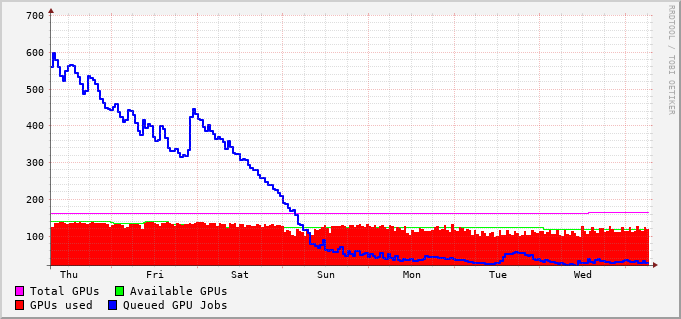 700
600
500
400
300
200
100
Thu Fri Sat Sun Mon Tue Wed
Total GPUs Available GPUs
GPUs used Queued GPU Jobs
RRDTOOL / TOBI OETIKER